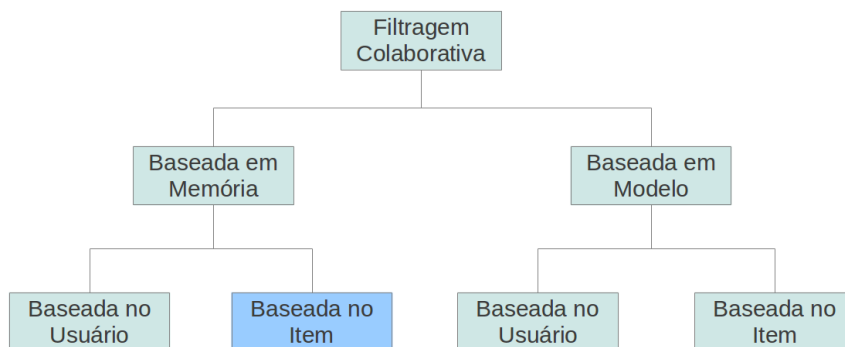 Filtragem
Colaborativa
Baseada em
Memória
Baseada em
Modelo
Baseada no
Usuário
Baseada no
Item
Baseada no
Usuário
Baseada no
Item